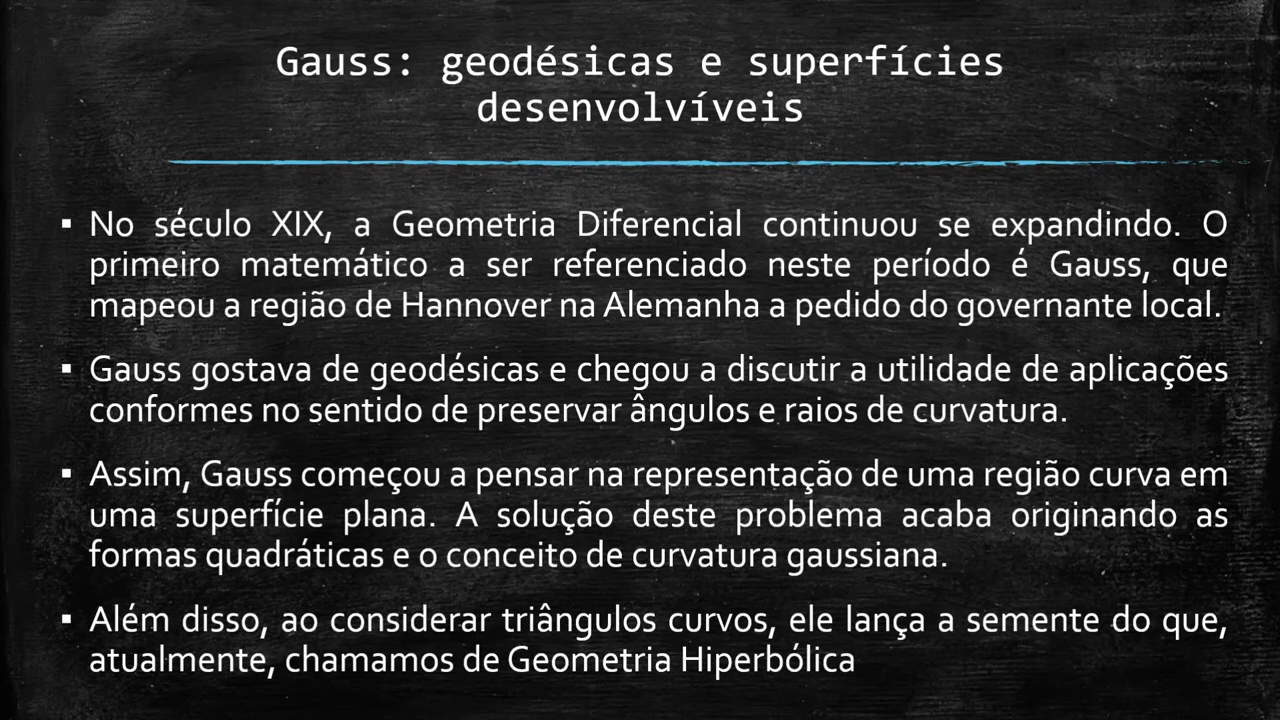 Gauss: geodésicas e superfícies
desenvolvíveis
▪ No século XIX, a Geometria Diferencial continuou se expandindo. O
primeiro matemático a ser referenciado neste período é Gauss, que
mapeou a região de Hannover na Alemanha a pedido do governante local.
▪ Gauss gostava de geodésicas e chegou a discutir a utilidade de aplicações
conformes no sentido de preservar ângulos e raios de curvatura.
▪ Assim, Gauss começou a pensar na representação de uma região curva em
uma superfície plana. A solução deste problema acaba originando as
formas quadráticas e o conceito de curvatura gaussiana.
▪ Além disso, ao considerar triângulos curvos, ele lança a semente do que,
atualmente, chamamos de Geometria Hiperbólica